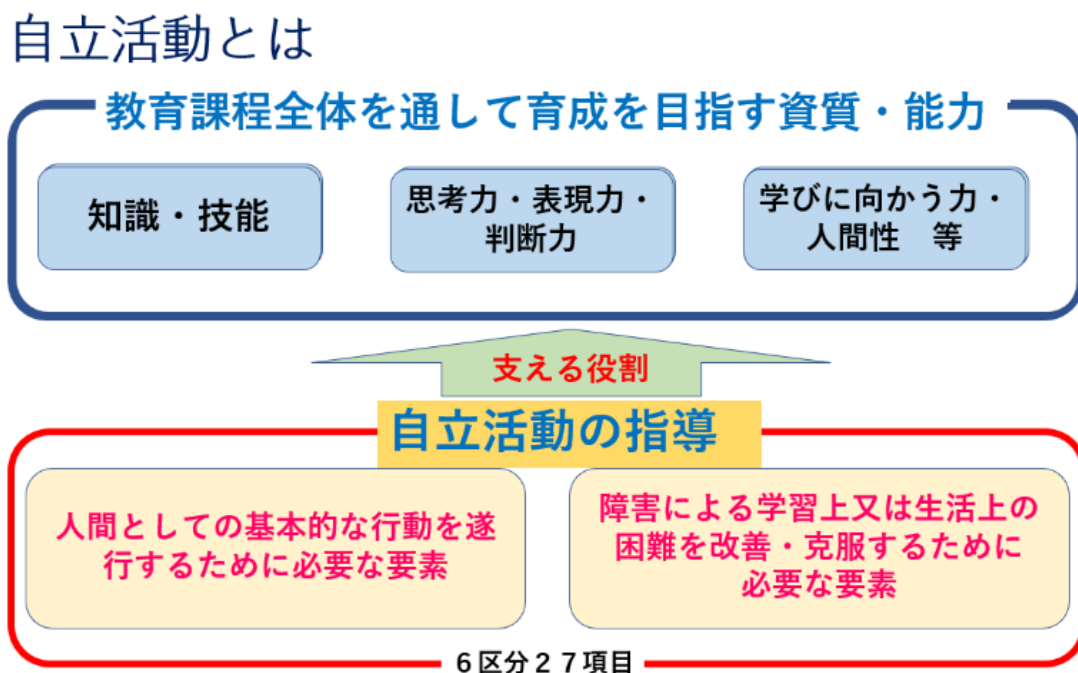 自立活動とは
教育課程全体を通して育成を目指す資質・能力
知識・技能
思考力・表現力・
判断力
学びに向かう力・
人間性　等
支える役割
自立活動の指導
人間としての基本的な行動を遂
行するために必要な要素
障害による学習上又は生活上の
困難を改善・克服するために
必要な要素
６区分２７項目